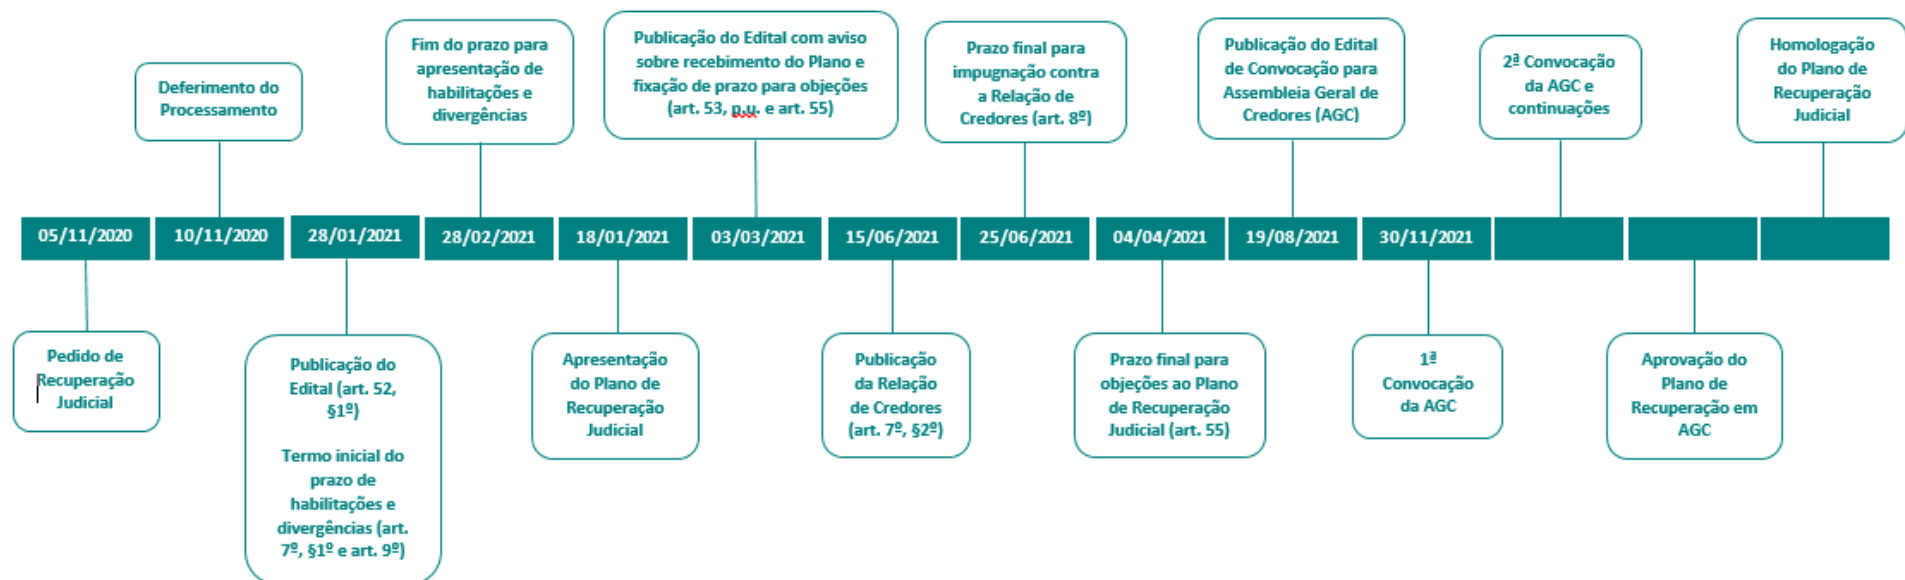 Deferimento do
Processamento
Fim do prazo para
apresentação de
habilitações e
divergências
Publicação do Edital com aviso
sobre recebimento do Plano e
fixação de prazo para objeções
(art. 53, p.u. e art. 55)
Prazo final para
impugnação contra
a Relação de
Credores (art. 8º)
Publicação do Edital
de Convocação para
Assembleia Geral de
Credores (AGC)
2ª Convocação
da AGC e
continuações
Homologação
do Plano de
Recuperação
Judicial
05/11/2020
10/11/2020
28/01/2021
28/02/2021
18/01/2021
03/03/2021
15/06/2021
25/06/2021
04/04/2021
19/08/2021
30/11/2021
Pedido de
Recuperação
Judicial
Publicação do
Edital (art. 52,
§1º)
Termo inicial do
prazo de
habilitações e
divergências (art.
7º, §1º e art. 9º)
Apresentação
do Plano de
Recuperação
Judicial
Publicação
da Relação
de Credores
(art. 7º, §2º)
Prazo final para
objeções ao Plano
de Recuperação
Judicial (art. 55)
1ª
Convocação
da AGC
Aprovação do
Plano de
Recuperação em
AGC